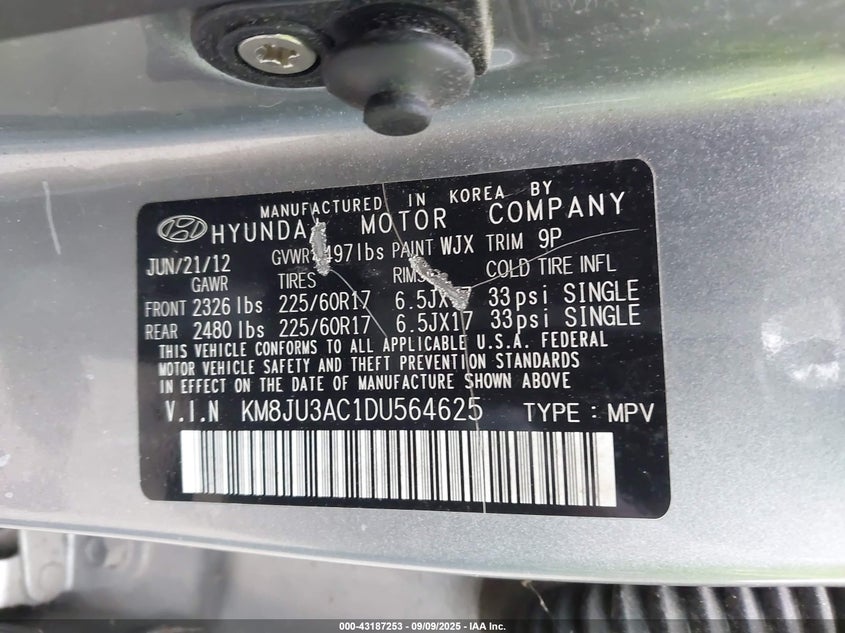 MANUFACTURED IN KOREA BY
HYUNDAI MOTOR COMPANY
JUN/21/12 GVWR 497lbs PAINT WJX TRIM 9P
GAWR TIRES RIMS COLD TIRE INFL
FRONT 2326 lbs 225/60R17 6.5JX17 33psi SINGLE
REAR 2480 lbs 225/60R17 6.5JX17 33psi SINGLE
THIS VEHICLE CONFORMS TO ALL APPLICABLE U.S.A. FEDERAL
MOTOR VEHICLE SAFETY AND THEFT PREVENTION STANDARDS
IN EFFECT ON THE DATE OF MANUFACTURE SHOWN ABOVE
V.I.N KM8JU3AC1DU564625 TYPE : MPV
000-43187253 - 09/09/2025 - IAA Inc.